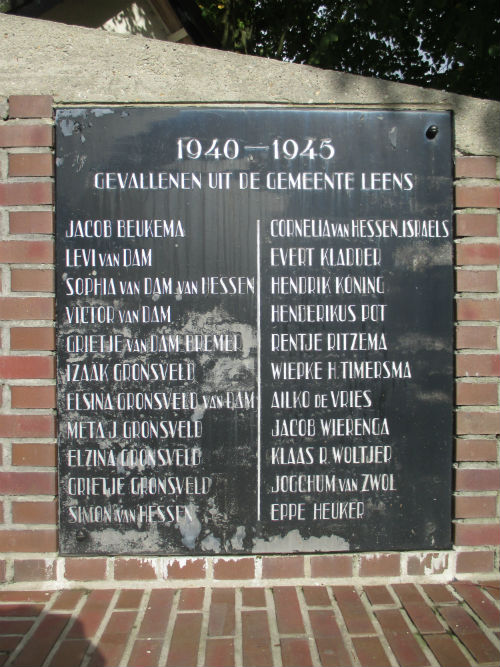 1940–1945
GEVALLENEN UIT DE GEMEENTE LEENS
JACOB BEUKEMA
LEVI VAN DAM
SOPHIA VAN DAM VAN HESSEN
VICTOR VAN DAM
GRIETJE VAN DAM BREMER
IZAAK GRONSVELD
ELSINA GRONSVELD VAN DAM
META J GRONSVELD
ELZINA GRONSVELD
GRIETJE GRONSVELD
SIMON VAN HESSEN
CORNELIA VAN HESSEN. ISRAELS
EVERT KLADDER
HENDRIK KONING
HENDERIKUS POT
RENTJE RITZEMA
WIEPKE H. TIMERSMA
AILKO DE VRIES
JACOB WIERENGA
KLAAS R. WOLTJER
JOGCHUM VAN ZWOL
EPPE HEUKER